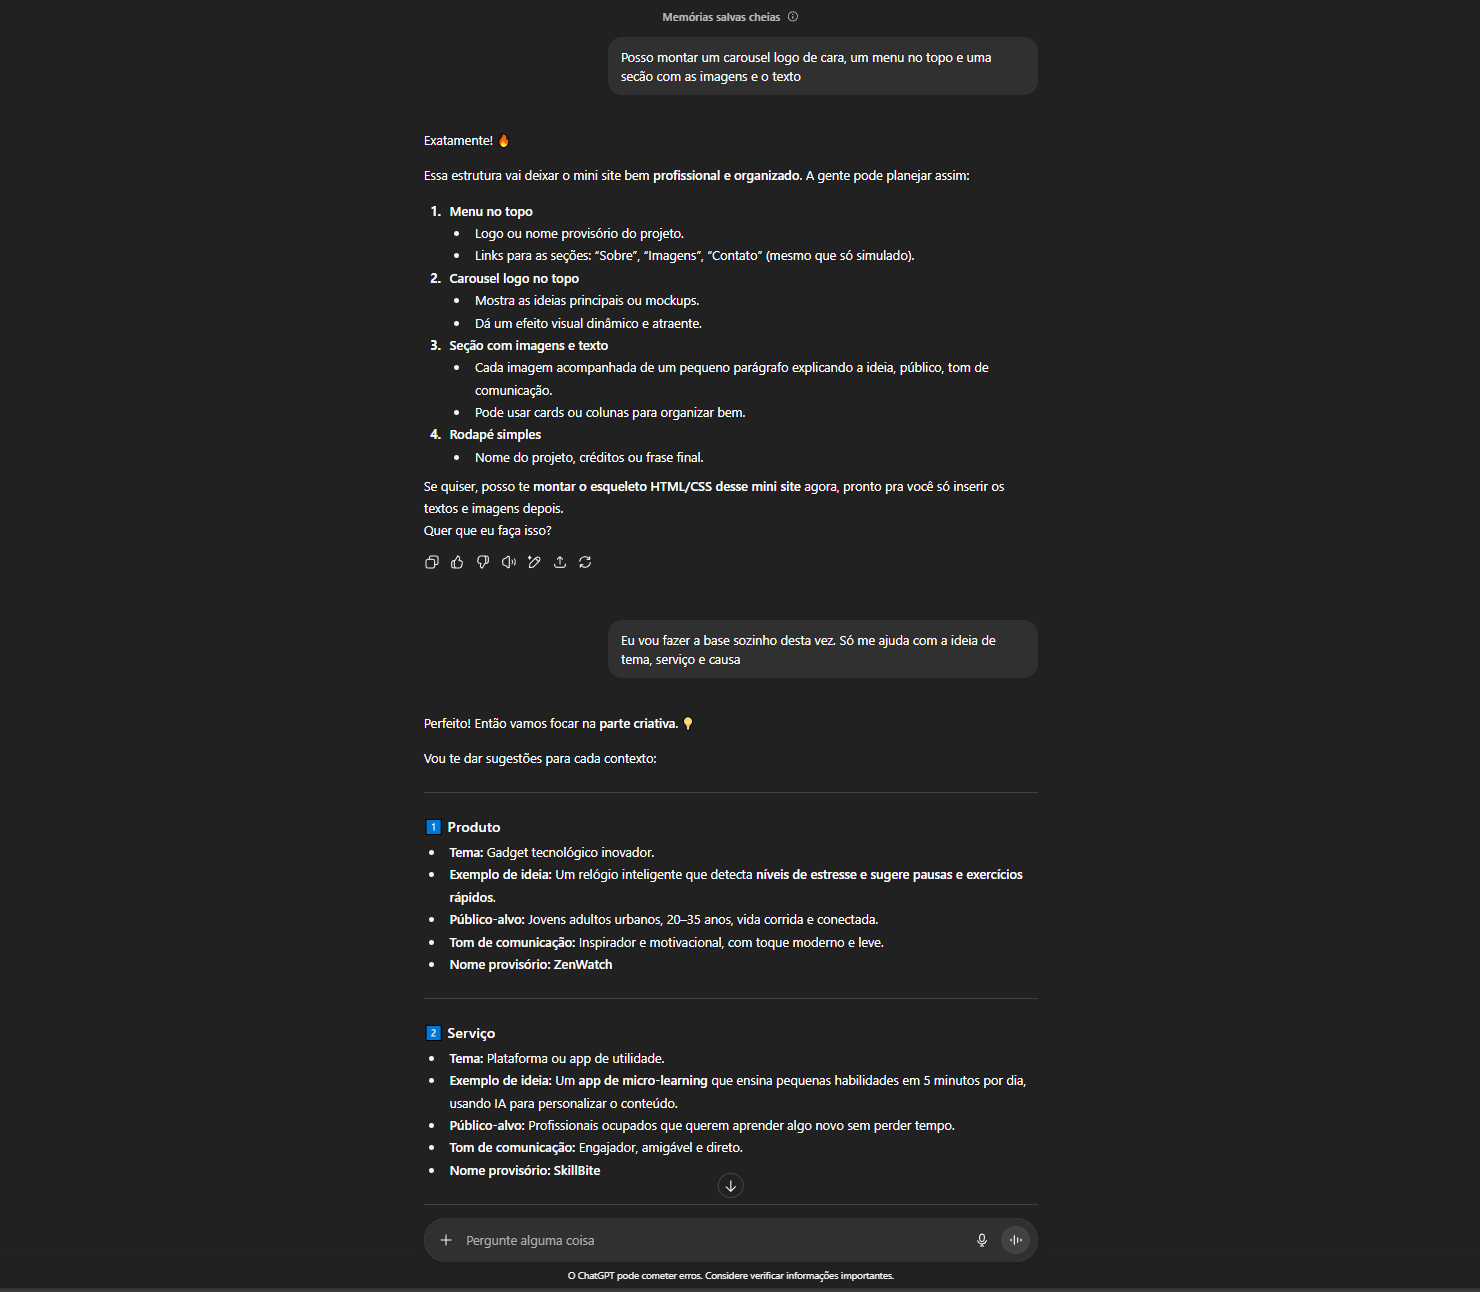 Memórias salvas cheias
Posso montar um carousel logo de cara, um menu no topo e uma
secão com as imagens e o texto
Exatamente! 🔥
Essa estrutura vai deixar o mini site bem profissional e organizado. A gente pode planejar assim:
1. Menu no topo
• Logo ou nome provisório do projeto.
• Links para as seções: “Sobre”, “Imagens”, “Contato” (mesmo que só simulado).
2. Carousel logo no topo
• Mostra as ideias principais ou mockups.
• Dá um efeito visual dinâmico e atraente.
3. Seção com imagens e texto
• Cada imagem acompanhada de um pequeno parágrafo explicando a ideia, público, tom de
comunicação.
• Pode usar cards ou colunas para organizar bem.
4. Rodapé simples
• Nome do projeto, créditos ou frase final.
Se quiser, posso te montar o esqueleto HTML/CSS desse mini site agora, pronto pra você só inserir os
textos e imagens depois.
Quer que eu faça isso?
Eu vou fazer a base sozinho desta vez. Só me ajuda com a ideia de
tema, serviço e causa
Perfeito! Então vamos focar na parte criativa. 💡
Vou te dar sugestões para cada contexto:
1️⃣ Produto
• Tema: Gadget tecnológico inovador.
• Exemplo de ideia: Um relógio inteligente que detecta níveis de estresse e sugere pausas e exercícios
rápidos.
• Público-alvo: Jovens adultos urbanos, 20–35 anos, vida corrida e conectada.
• Tom de comunicação: Inspirador e motivacional, com toque moderno e leve.
• Nome provisório: ZenWatch
2️⃣ Serviço
• Tema: Plataforma ou app de utilidade.
• Exemplo de ideia: Um app de micro-learning que ensina pequenas habilidades em 5 minutos por dia,
usando IA para personalizar o conteúdo.
• Público-alvo: Profissionais ocupados que querem aprender algo novo sem perder tempo.
• Tom de comunicação: Engajador, amigável e direto.
• Nome provisório: SkillBite
Pergunte alguma coisa
O ChatGPT pode cometer erros. Considere verificar informações importantes.